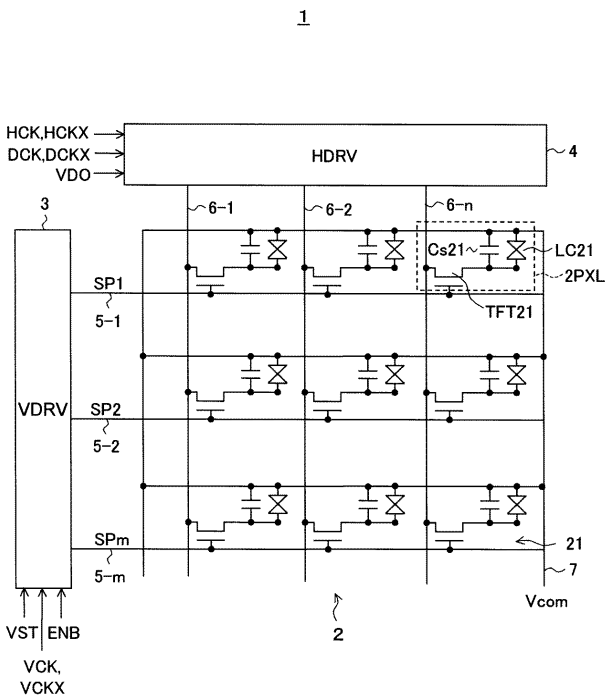 1
HCK,HCKX
DCK,DCKX
VDO
HDRV
4
3
6-1
6-2
6-n
Cs21
LC21
2PXL
TFT21
SP1
5-1
VDRV
SP2
5-2
SPm
5-m
21
7
Vcom
VST
ENB
VCK,
VCKX
2